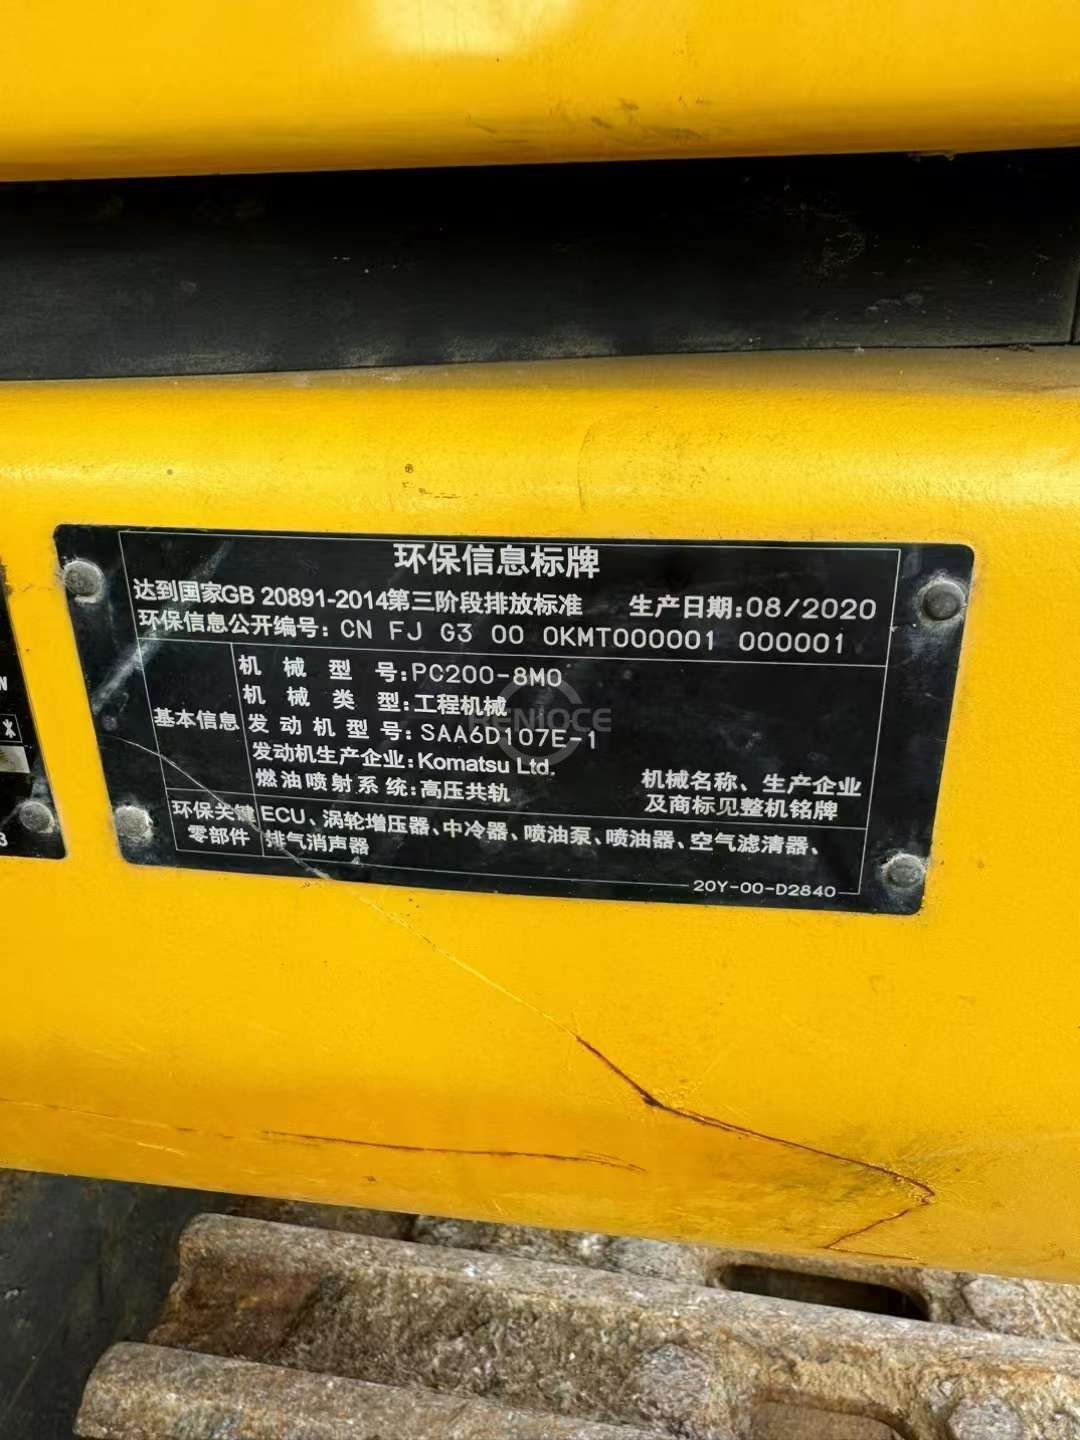 环保信息标牌
达到国家GB 20891-2014第三阶段排放标准 生产日期:08/2020
环保信息公开编号: CN FJ G3 00 0KMT000001 000001
基本信息
机械型号:PC200-8M0
机械类型:工程机械
发动机型号:SAA6D107E-1
发动机生产企业:Komatsu Ltd.
燃油喷射系统:高压共轨
机械名称、生产企业
及商标见整机铭牌
环保关键
零部件
ECU、涡轮增压器、中冷器、喷油泵、喷油器、空气滤清器、
排气消声器
20Y-00-D2840
RENIOCE
N
3